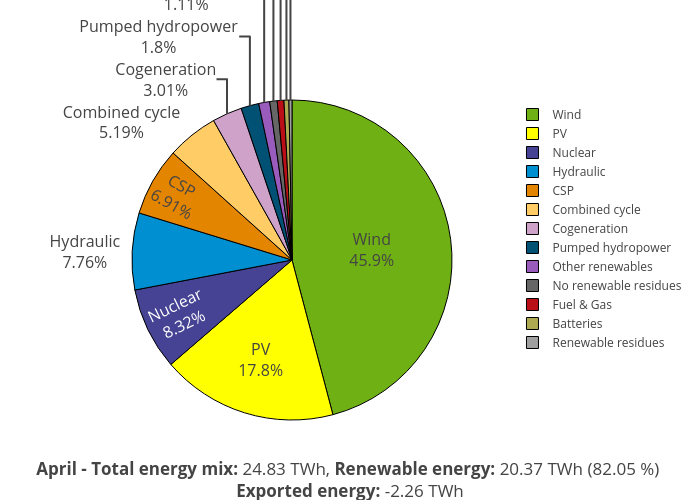 1.11%
Pumped hydropower
1.8%
Cogeneration
3.01%
Combined cycle
5.19%
CSP
6.91%
Hydraulic
7.76%
Nuclear
8.32%
PV
17.8%
Wind
45.9%
Wind
PV
Nuclear
Hydraulic
CSP
Combined cycle
Cogeneration
Pumped hydropower
Other renewables
No renewable residues
Fuel & Gas
Batteries
Renewable residues
April - Total energy mix: 24.83 TWh, Renewable energy: 20.37 TWh (82.05 %)
Exported energy: -2.26 TWh